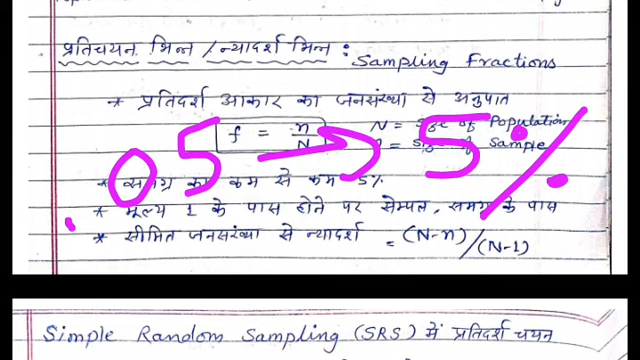 प्रतिचयन भिन्न / न्यादर्श भिन्न : Sampling Fractions
* प्रतिदर्श आकार का जनसंख्या से अनुपात
f = n/N
N = Size of Population
n = Size of Sample
.05 → 5%
* समग्र का कम से कम 5%
* मूल्य 1 के पास होने पर सेम्पल, समग्र के पास
* सीमित जनसंख्या से न्यादर्श = (N-n)/(N-1)
Simple Random Sampling (SRS) में प्रतिदर्श चयन